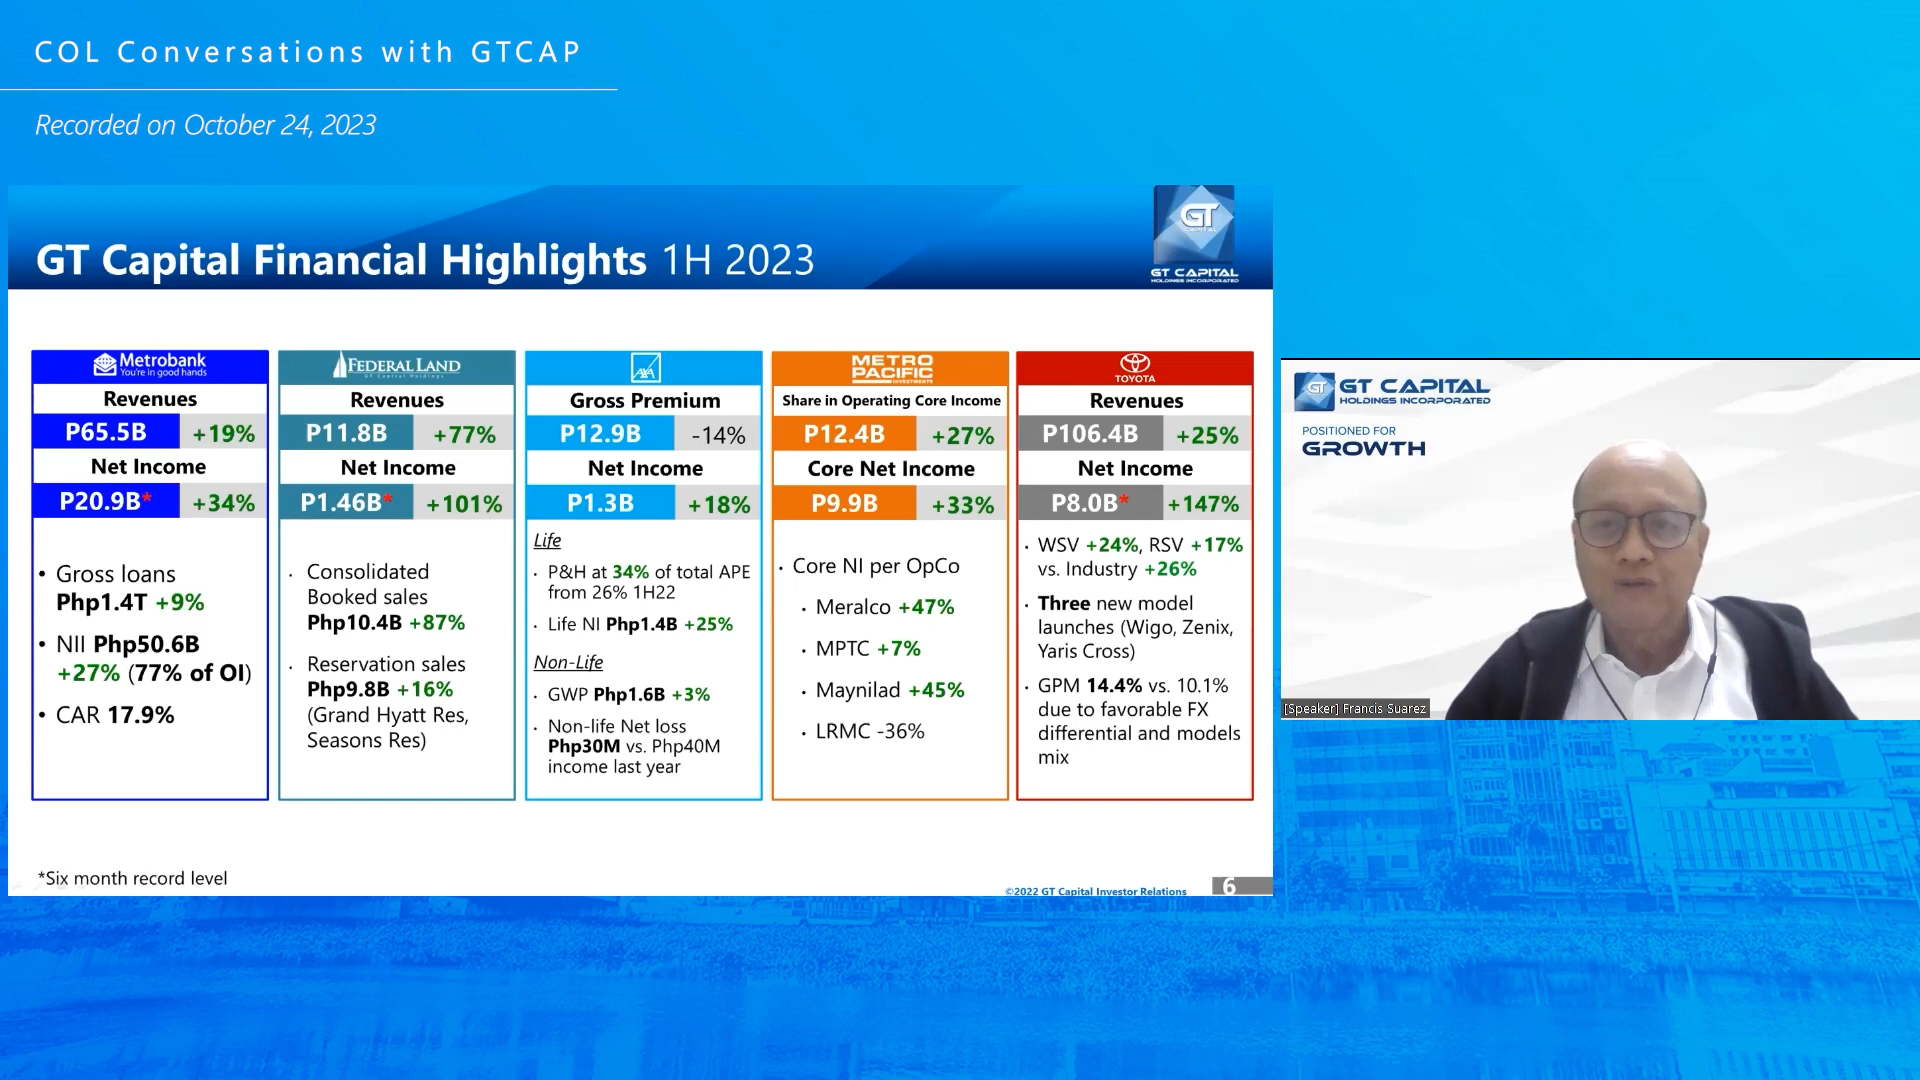 COL Conversations with GTCAP
Recorded on October 24, 2023
GT Capital Financial Highlights 1H 2023
GT
CAPITAL
GT CAPITAL
HOLDINGS INCORPORATED
Metrobank
You're in good hands
Revenues
P65.5B +19%
Net Income
P20.9B* +34%
• Gross loans
Php1.4T +9%
• NII Php50.6B
+27% (77% of OI)
• CAR 17.9%
FEDERAL LAND
GT Capital Holdings
Revenues
P11.8B +77%
Net Income
P1.46B* +101%
· Consolidated
Booked sales
Php10.4B +87%
· Reservation sales
Php9.8B +16%
(Grand Hyatt Res,
Seasons Res)
AXA
Gross Premium
P12.9B -14%
Net Income
P1.3B +18%
Life
· P&H at 34% of total APE
from 26% 1H22
· Life NI Php1.4B +25%
Non-Life
· GWP Php1.6B +3%
· Non-life Net loss
Php30M vs. Php40M
income last year
METRO
PACIFIC
INVESTMENTS
Share in Operating Core Income
P12.4B +27%
Core Net Income
P9.9B +33%
· Core NI per OpCo
· Meralco +47%
· MPTC +7%
· Maynilad +45%
· LRMC -36%
TOYOTA
Revenues
P106.4B +25%
Net Income
P8.0B* +147%
· WSV +24%, RSV +17%
vs. Industry +26%
· Three new model
launches (Wigo, Zenix,
Yaris Cross)
· GPM 14.4% vs. 10.1%
due to favorable FX
differential and models
mix
*Six month record level
©2022 GT Capital Investor Relations
6
GT
GT CAPITAL
HOLDINGS INCORPORATED
POSITIONED FOR
GROWTH
[Speaker] Francis Suarez